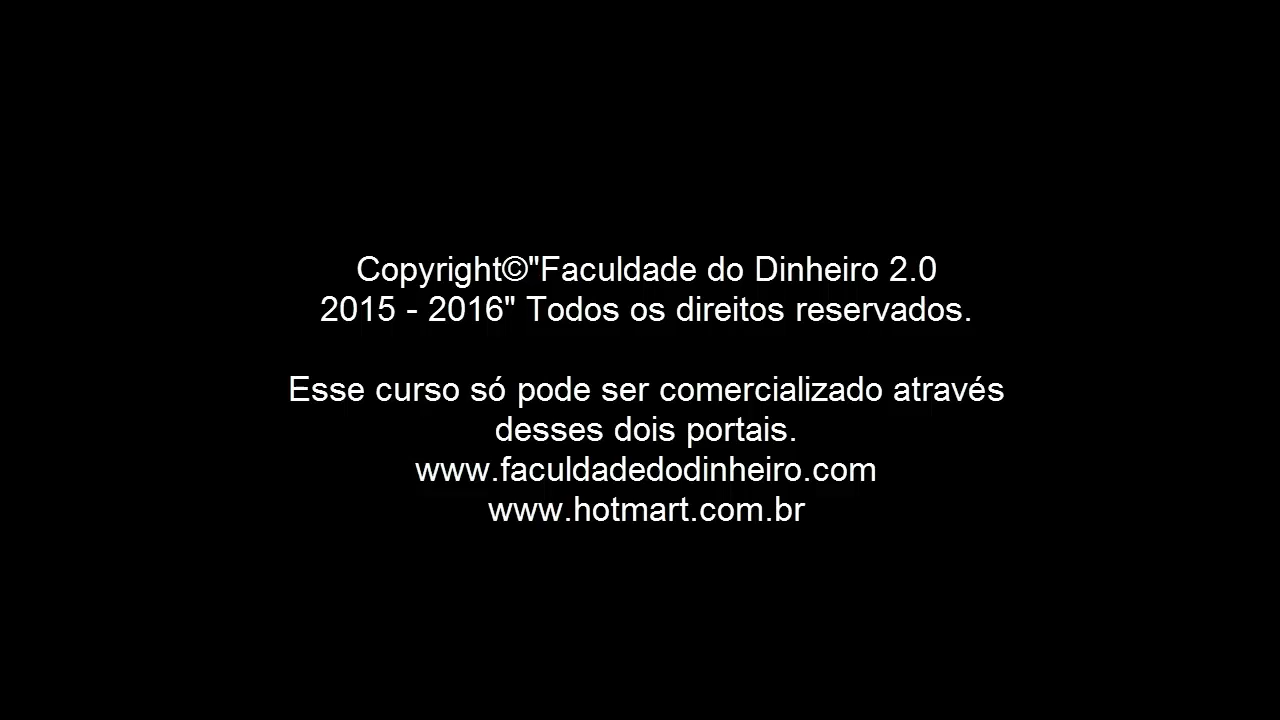 Copyright©"Faculdade do Dinheiro 2.0
2015 - 2016" Todos os direitos reservados.
Esse curso só pode ser comercializado através
desses dois portais.
www.faculdadedodinheiro.com
www.hotmart.com.br